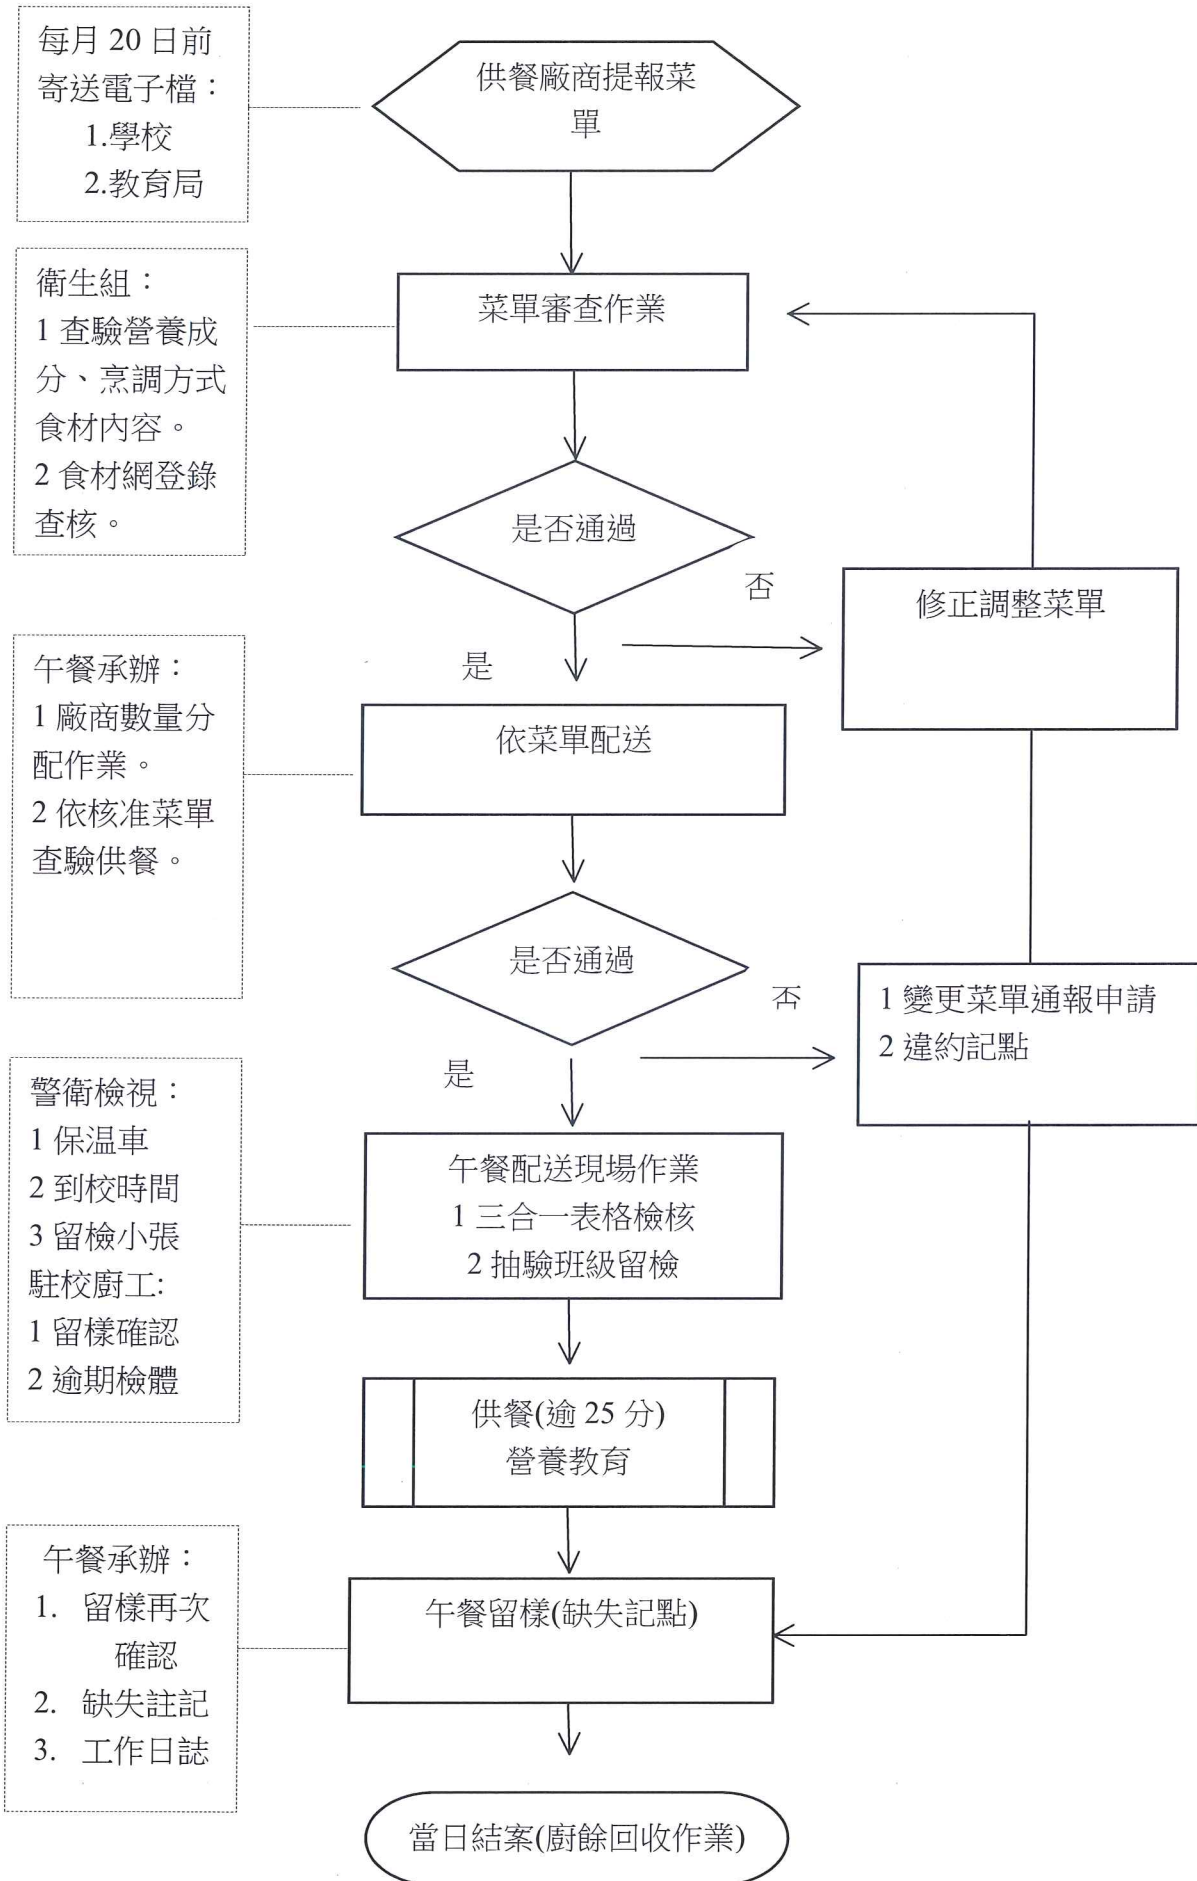 每月 20 日前
寄送電子檔：
1.學校
2.教育局
供餐廠商提報菜
單
衛生組：
1 查驗營養成
分、烹調方式
食材內容。
2 食材網登錄
查核。
菜單審查作業
是否通過
否
是
修正調整菜單
午餐承辦：
1 廠商數量分
配作業。
2 依核准菜單
查驗供餐。
依菜單配送
是否通過
否
是
1 變更菜單通報申請
2 違約記點
警衛檢視：
1 保溫車
2 到校時間
3 留檢小張
駐校廚工:
1 留樣確認
2 逾期檢體
午餐配送現場作業
1 三合一表格檢核
2 抽驗班級留檢
供餐(逾 25 分)
營養教育
午餐承辦：
1. 留樣再次
確認
2. 缺失註記
3. 工作日誌
午餐留樣(缺失記點)
當日結案(廚餘回收作業)